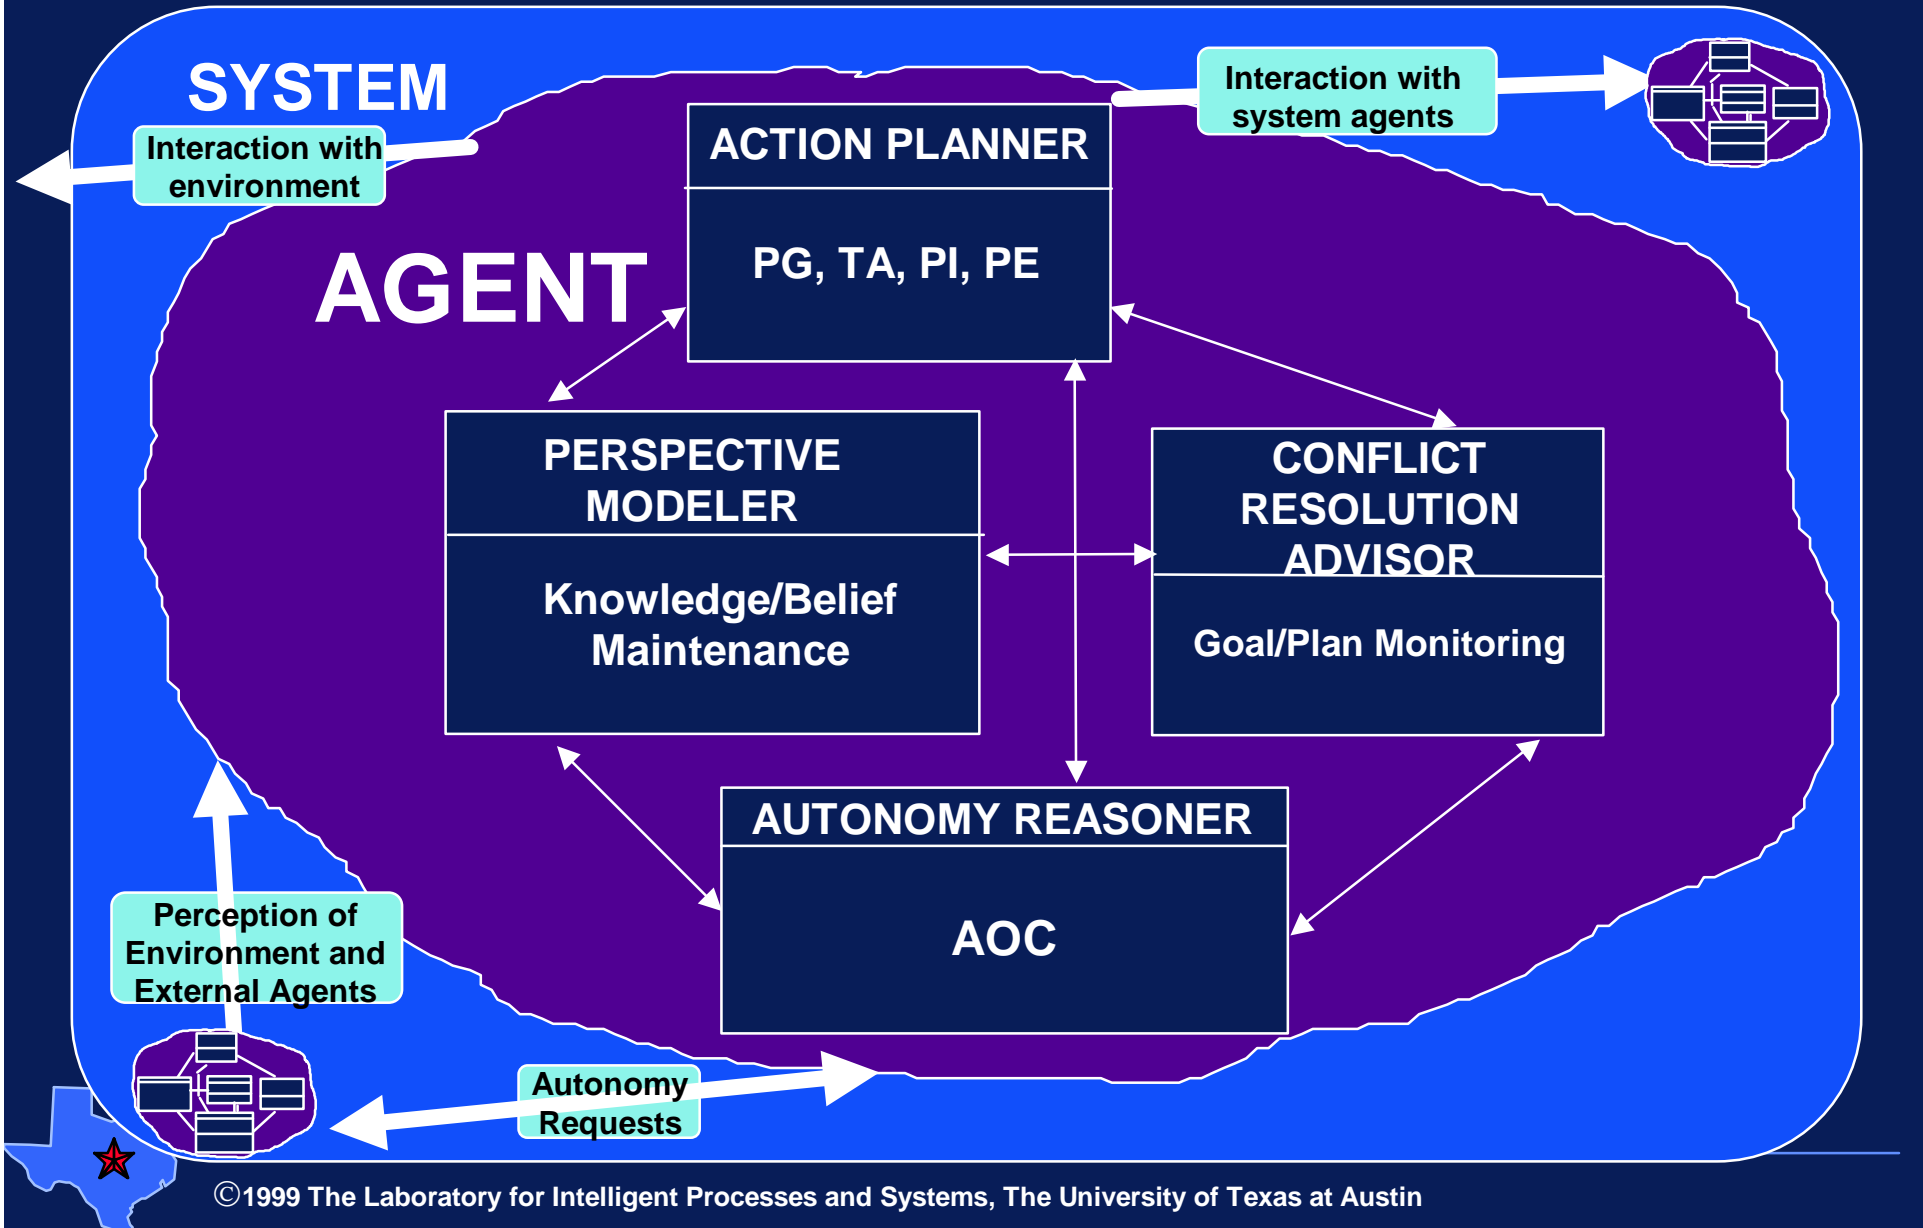 SYSTEM
Interaction with
environment
Interaction with
system agents
AGENT
ACTION PLANNER
PG, TA, PI, PE
PERSPECTIVE
MODELER
Knowledge/Belief
Maintenance
CONFLICT
RESOLUTION
ADVISOR
Goal/Plan Monitoring
AUTONOMY REASONER
AOC
Perception of
Environment and
External Agents
Autonomy
Requests
©1999 The Laboratory for Intelligent Processes and Systems, The University of Texas at Austin